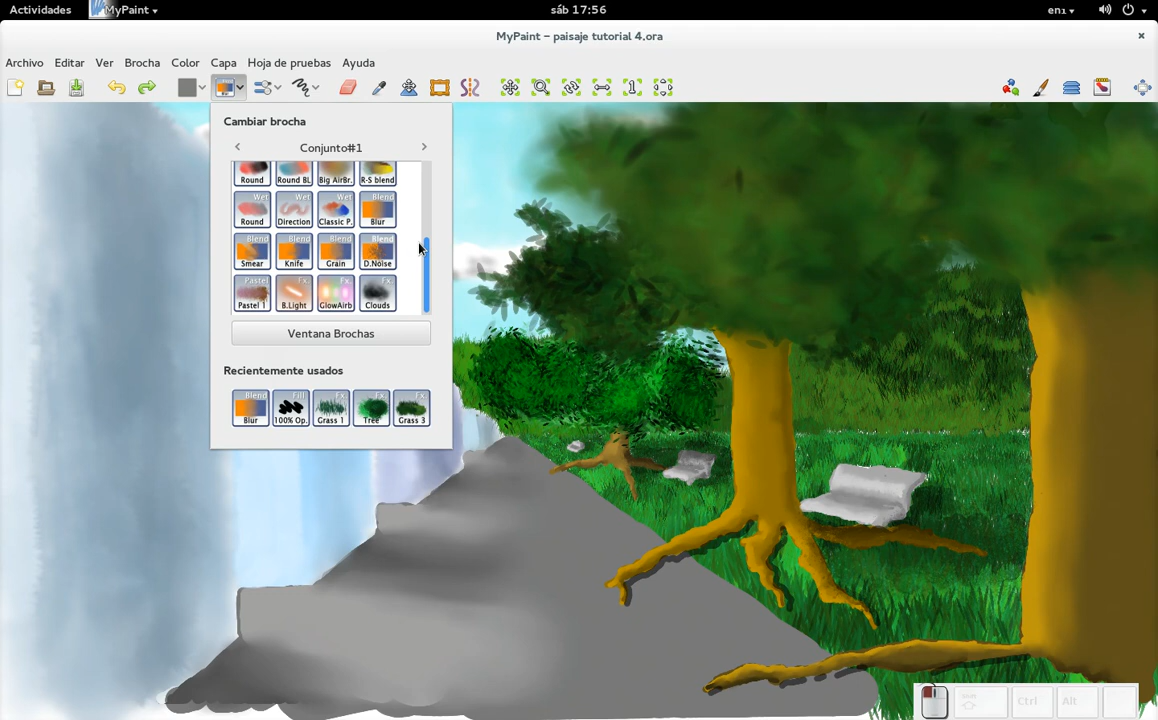 Actividades MyPaint sáb 17:56 en1
MyPaint – paisaje tutorial 4.ora ×
Archivo Editar Ver Brocha Color Capa Hoja de pruebas Ayuda
Cambiar brocha
Conjunto#1
Round Round BL Big AirBr. R-S blend
Wet Wet Wet Blend
Round Direction Classic P. Blur
Blend Blend Blend Blend
Smear Knife Grain D.Noise
Pastel Fx Fx Fx
Pastel 1 B.Light GlowAirb Clouds
Ventana Brochas
Recientemente usados
Blend Fill Fx Fx Fx
Blur 100% Op. Grass 1 Tree Grass 3
Shift Ctrl Alt